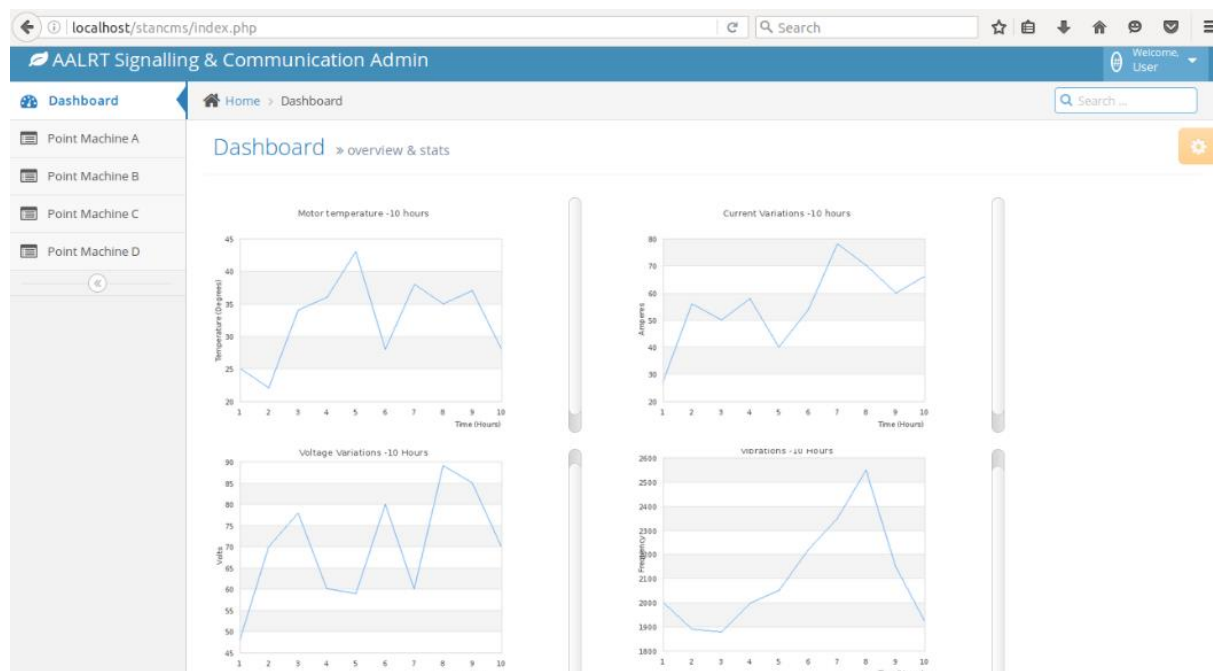 localhost/stancms/index.php
Search
AALRT Signalling & Communication Admin
Welcome,
User
Dashboard
Home > Dashboard
Search ...
Point Machine A
Point Machine B
Point Machine C
Point Machine D
Dashboard » overview & stats
Motor temperature -10 hours
45
40
35
30
25
20
Temperature (Degrees)
1 2 3 4 5 6 7 8 9 10
Time (Hours)
Current Variations -10 hours
80
70
60
50
40
30
20
Amperes
1 2 3 4 5 6 7 8 9 10
Time (Hours)
Voltage Variations -10 Hours
90
85
80
75
70
65
60
55
50
45
Volts
1 2 3 4 5 6 7 8 9 10
Vibrations -10 Hours
2600
2500
2400
2300
2200
2100
2000
1900
1800
Frequency
1 2 3 4 5 6 7 8 9 10